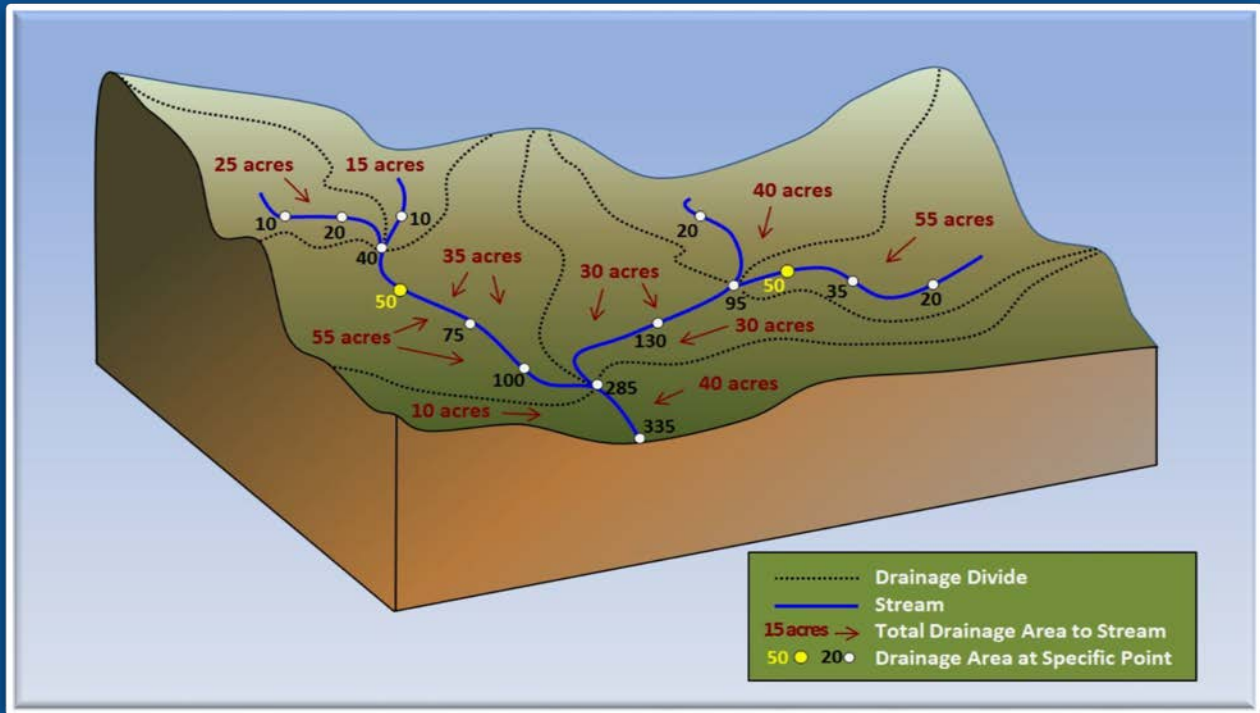 25 acres
15 acres
10
20
10
40
35 acres
50
75
55 acres
100
10 acres
30 acres
20
40 acres
55 acres
50
35
20
95
130
30 acres
285
40 acres
335
Drainage Divide
Stream
15 acres Total Drainage Area to Stream
50 20 Drainage Area at Specific Point